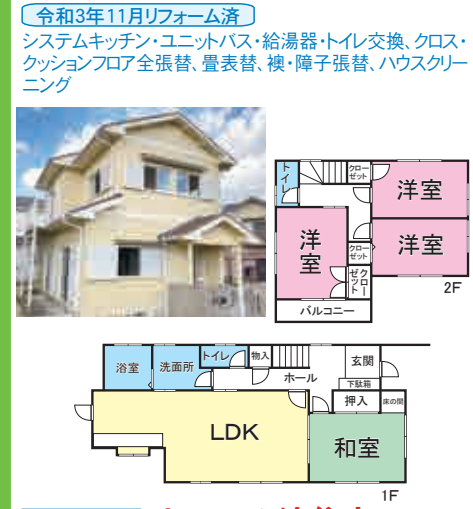 令和3年11月リフォーム済
システムキッチン・ユニットバス・給湯器・トイレ交換、クロス・
クッションフロア全張替、畳表替、襖・障子張替、ハウスクリー
ニング
トイレ
クローゼット
洋室
洋室
クローゼット
洋室
クローゼット
バルコニー
2F
浴室
洗面所
トイレ
物入
ホール
玄関
下駄箱
押入
床の間
LDK
和室
1F